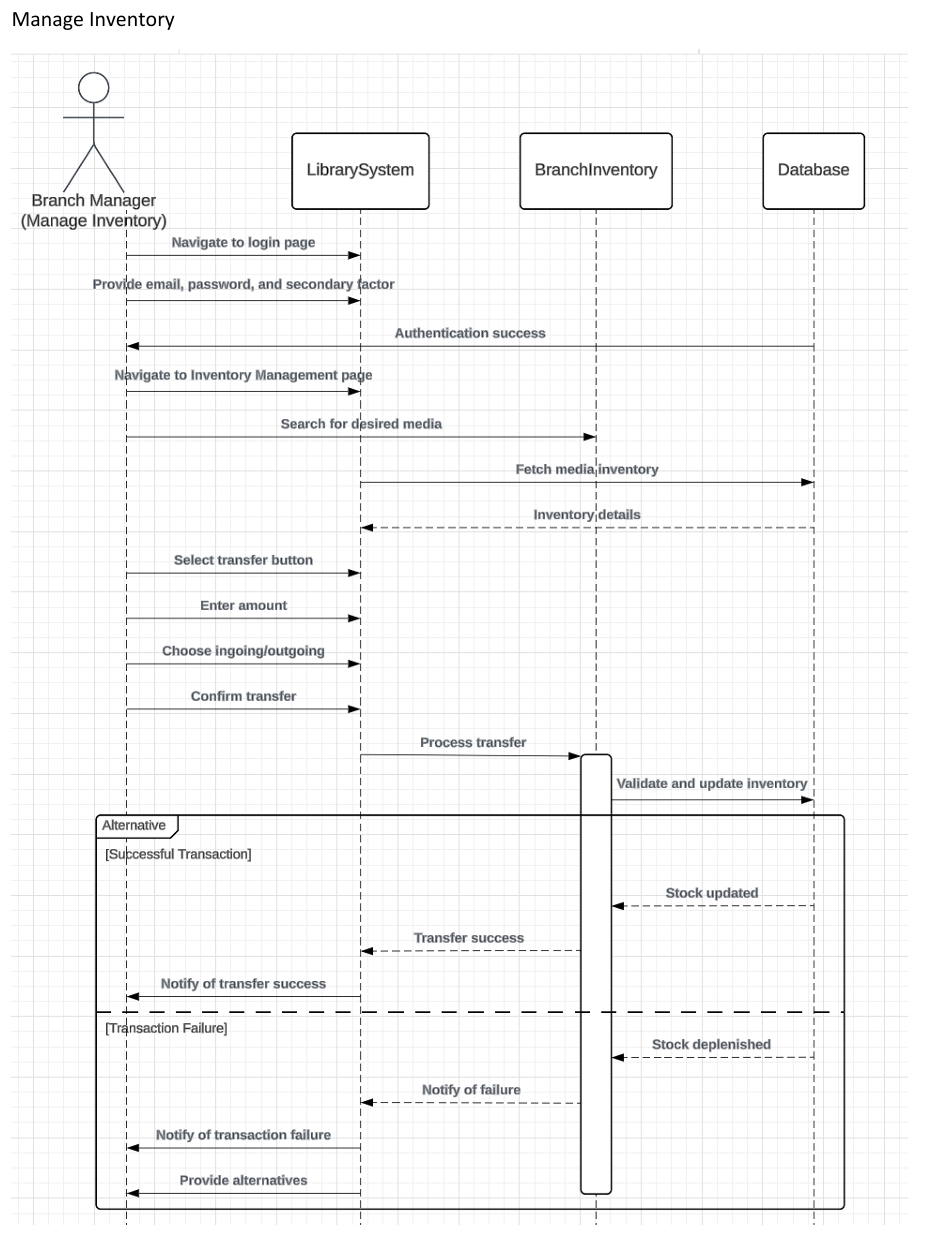 Manage Inventory
LibrarySystem
BranchInventory
Database
Branch Manager
(Manage Inventory)
Navigate to login page
Provide email, password, and secondary factor
Authentication success
Navigate to Inventory Management page
Search for desired media
Fetch media inventory
Inventory details
Select transfer button
Enter amount
Choose ingoing/outgoing
Confirm transfer
Process transfer
Validate and update inventory
Alternative
[Successful Transaction]
Stock updated
Transfer success
Notify of transfer success
[Transaction Failure]
Stock deplenished
Notify of failure
Notify of transaction failure
Provide alternatives